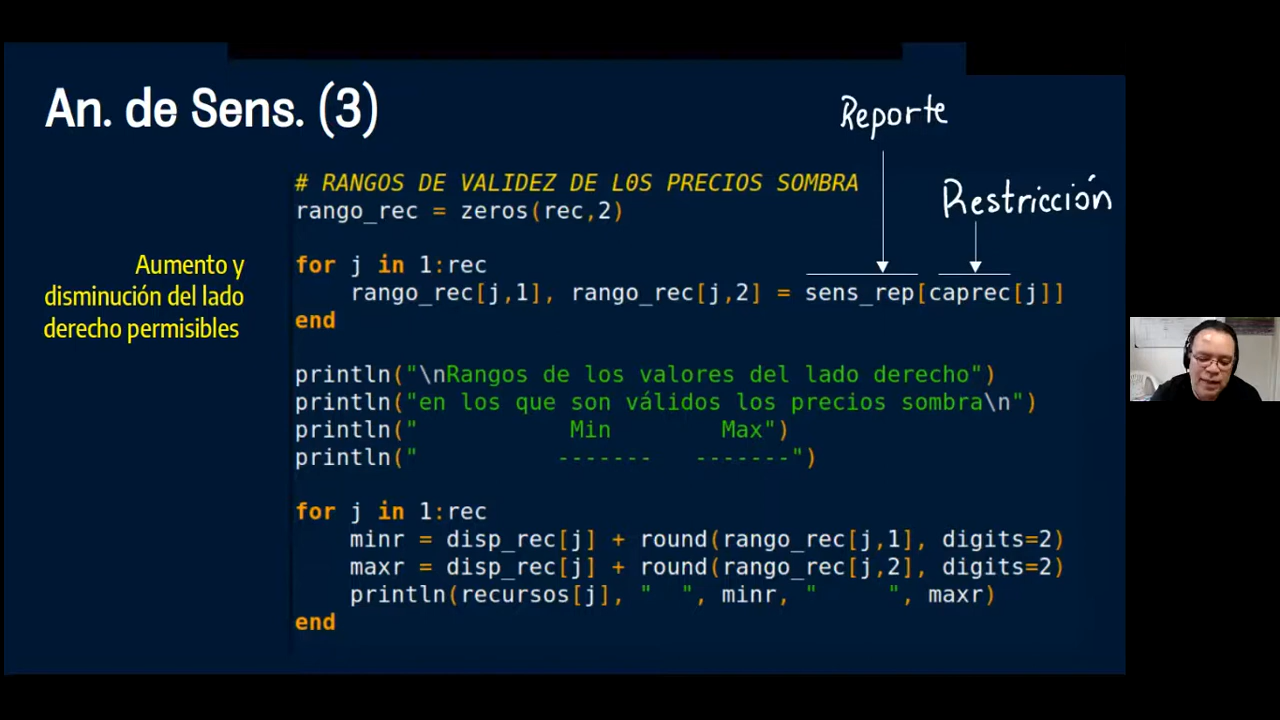 An. de Sens. (3)
Reporte
Restricción
Aumento y
disminución del lado
derecho permisibles
# RANGOS DE VALIDEZ DE L0S PRECIOS SOMBRA
rango_rec = zeros(rec,2)
for j in 1:rec
    rango_rec[j,1], rango_rec[j,2] = sens_rep[caprec[j]]
end
println("\nRangos de los valores del lado derecho")
println("en los que son válidos los precios sombra\n")
println("           Min        Max")
println("          -------   -------")
for j in 1:rec
    minr = disp_rec[j] + round(rango_rec[j,1], digits=2)
    maxr = disp_rec[j] + round(rango_rec[j,2], digits=2)
    println(recursos[j], "  ", minr, "     ", maxr)
end